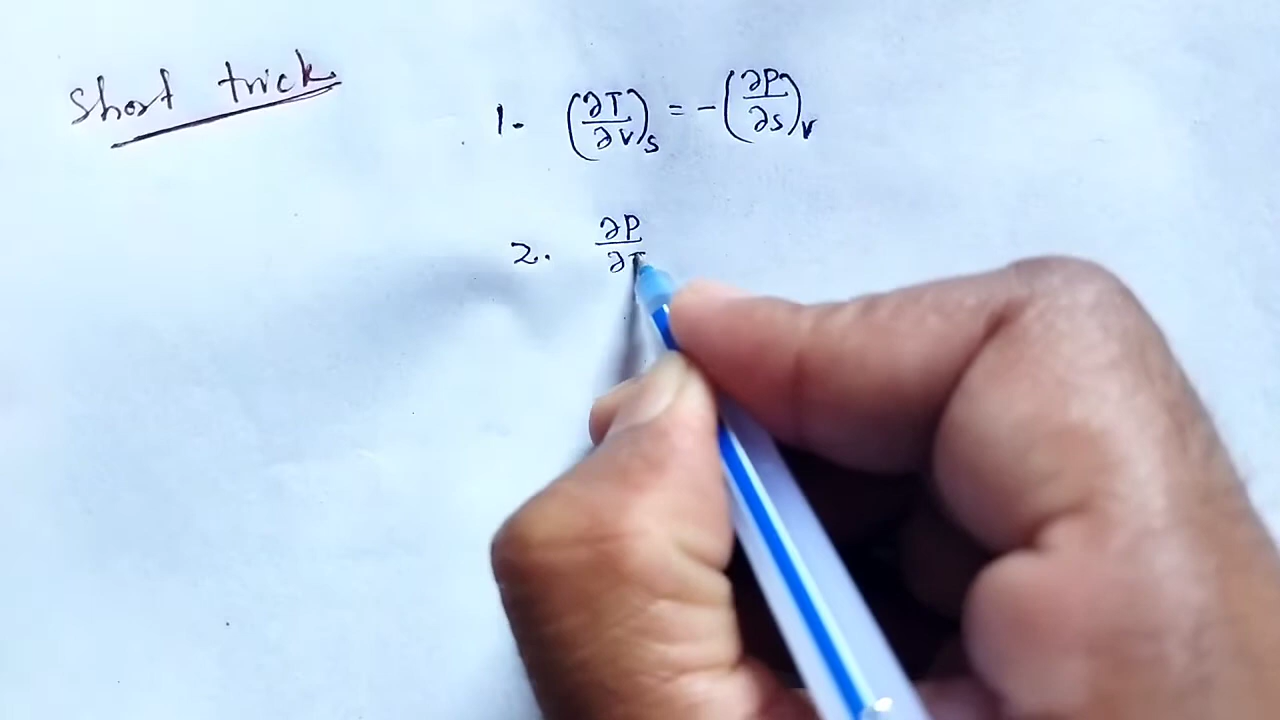 Short trick
1. (∂T/∂V)_S = -(∂P/∂S)_V
2. ∂P/∂T